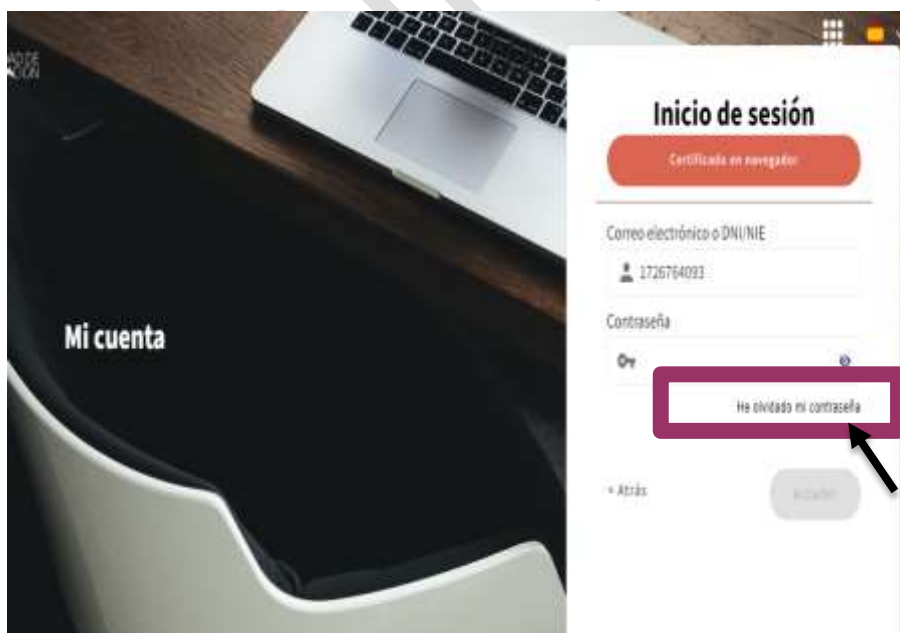 Inicio de sesión
Certificado en navegador
Correo electrónico o DNI/NIE
1726764093
Contraseña
Mi cuenta
He olvidado mi contraseña
< Atrás